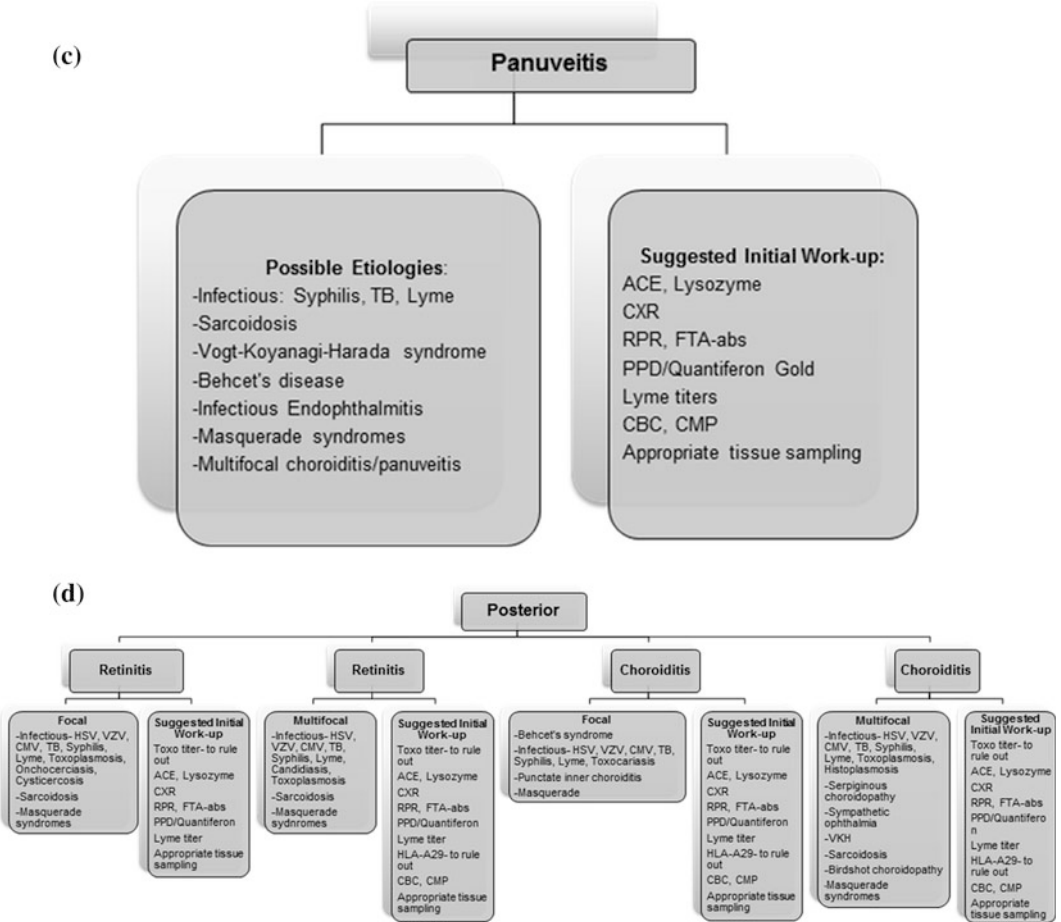 (c)
Panuveitis
Possible Etiologies:
-Infectious: Syphilis, TB, Lyme
-Sarcoidosis
-Vogt-Koyanagi-Harada syndrome
-Behcet's disease
-Infectious Endophthalmitis
-Masquerade syndromes
-Multifocal choroiditis/panuveitis
Suggested Initial Work-up:
ACE, Lysozyme
CXR
RPR, FTA-abs
PPD/Quantiferon Gold
Lyme titers
CBC, CMP
Appropriate tissue sampling
(d)
Posterior
Retinitis
Focal
-Infectious- HSV, VZV,
CMV, TB, Syphilis,
Lyme, Toxoplasmosis,
Onchocerciasis,
Cysticercosis
-Sarcoidosis
-Masquerade
syndromes
Suggested Initial
Work-up
Toxo titer- to rule
out
ACE, Lysozyme
CXR
RPR, FTA-abs
PPD/Quantiferon
Lyme titer
Appropriate tissue
sampling
Retinitis
Multifocal
-Infectious- HSV,
VZV, CMV, TB,
Syphilis, Lyme,
Candidiasis,
Toxoplasmosis
-Sarcoidosis
-Masquerade
sydnromes
Suggested Initial
Work-up
Toxo titer- to rule
out
ACE, Lysozyme
CXR
RPR, FTA-abs
PPD/Quantiferon
Lyme titer
HLA-A29- to rule
out
CBC, CMP
Appropriate tissue
sampling
Choroiditis
Focal
-Behcet's syndrome
-Infectious- HSV, VZV, CMV, TB,
Syphilis, Lyme, Toxocariasis
-Punctate inner choroiditis
-Masquerade
Suggested Initial
Work-up
Toxo titer- to rule
out
ACE, Lysozyme
CXR
RPR, FTA-abs
PPD/Quantiferon
Lyme titer
HLA-A29- to rule
out
CBC, CMP
Appropriate tissue
sampling
Choroiditis
Multifocal
-Infectious- HSV, VZV,
CMV, TB, Syphilis,
Lyme, Toxoplasmosis,
Histoplasmosis
-Serpiginous
choroidopathy
-Sympathetic
ophthalmia
-VKH
-Sarcoidosis
-Birdshot choroidopathy
-Masquerade
syndromes
Suggested
Initial Work-up
Toxo titer- to
rule out
ACE, Lysozyme
CXR
RPR, FTA-abs
PPD/Quantifero
n
Lyme titer
HLA-A29- to
rule out
CBC, CMP
Appropriate
tissue sampling